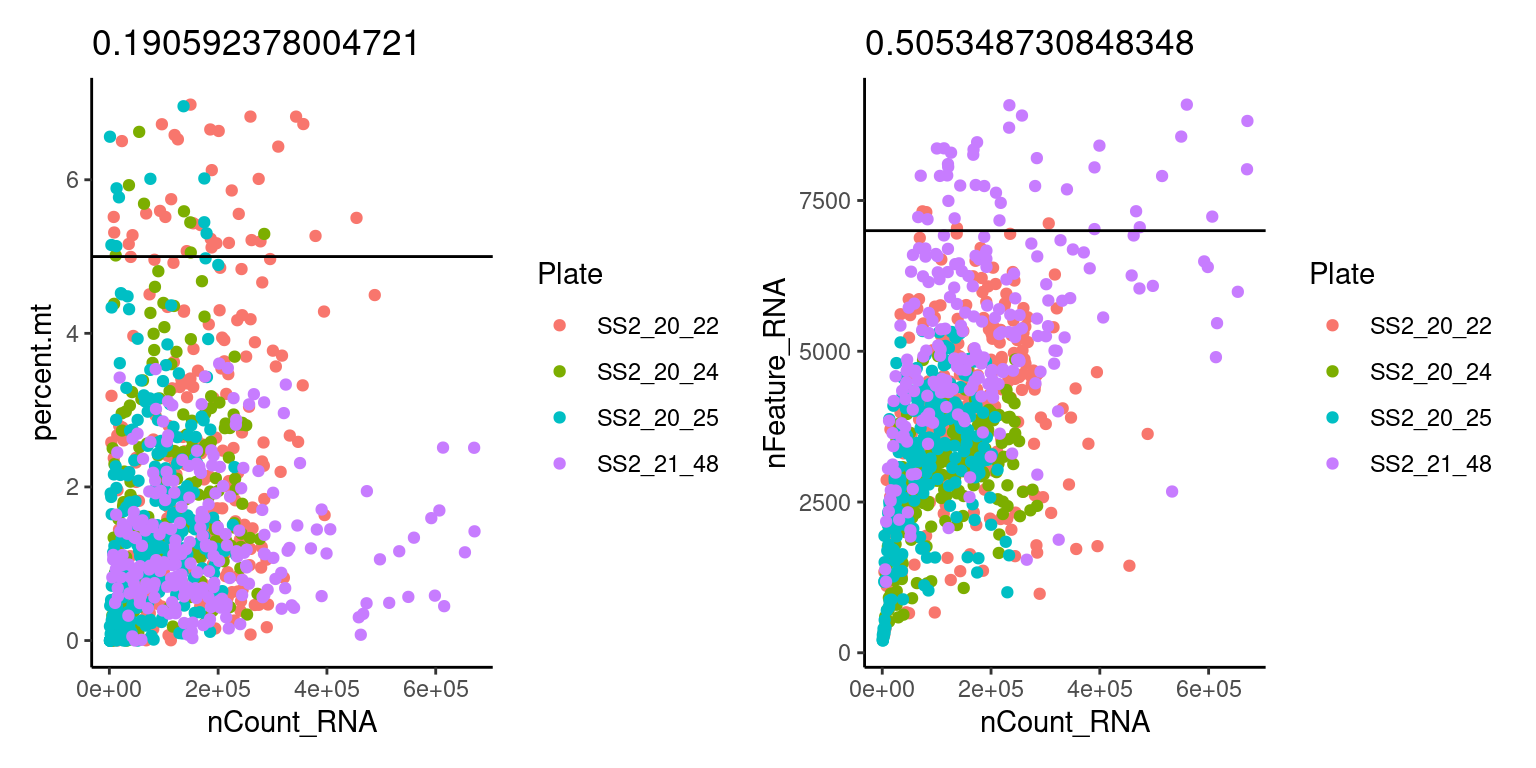 0.190592378004721
percent.mt
6
4
2
0
0e+00 2e+05 4e+05 6e+05
nCount_RNA
Plate
SS2_20_22
SS2_20_24
SS2_20_25
SS2_21_48
0.505348730848348
nFeature_RNA
7500
5000
2500
0
0e+00 2e+05 4e+05 6e+05
nCount_RNA
Plate
SS2_20_22
SS2_20_24
SS2_20_25
SS2_21_48